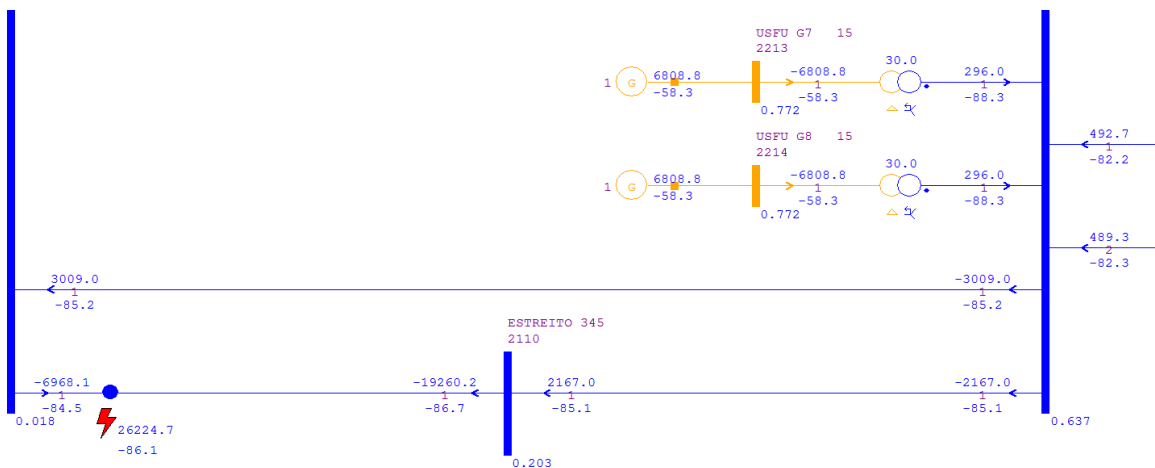 USFU G7 15
2213
30.0
1 G 6808.8 -6808.8 296.0
1 1
-58.3 -58.3 -88.3
0.772
492.7
1
-82.2
USFU G8 15
2214
30.0
1 G 6808.8 -6808.8 296.0
1 1
-58.3 -58.3 -88.3
0.772
489.3
2
-82.3
3009.0 -3009.0
1 1
-85.2 -85.2
ESTREITO 345
2110
-6968.1 -19260.2 2167.0 -2167.0
1 1 1 1
-84.5 -86.7 -85.1 -85.1
0.018 0.637
26224.7
-86.1
0.203